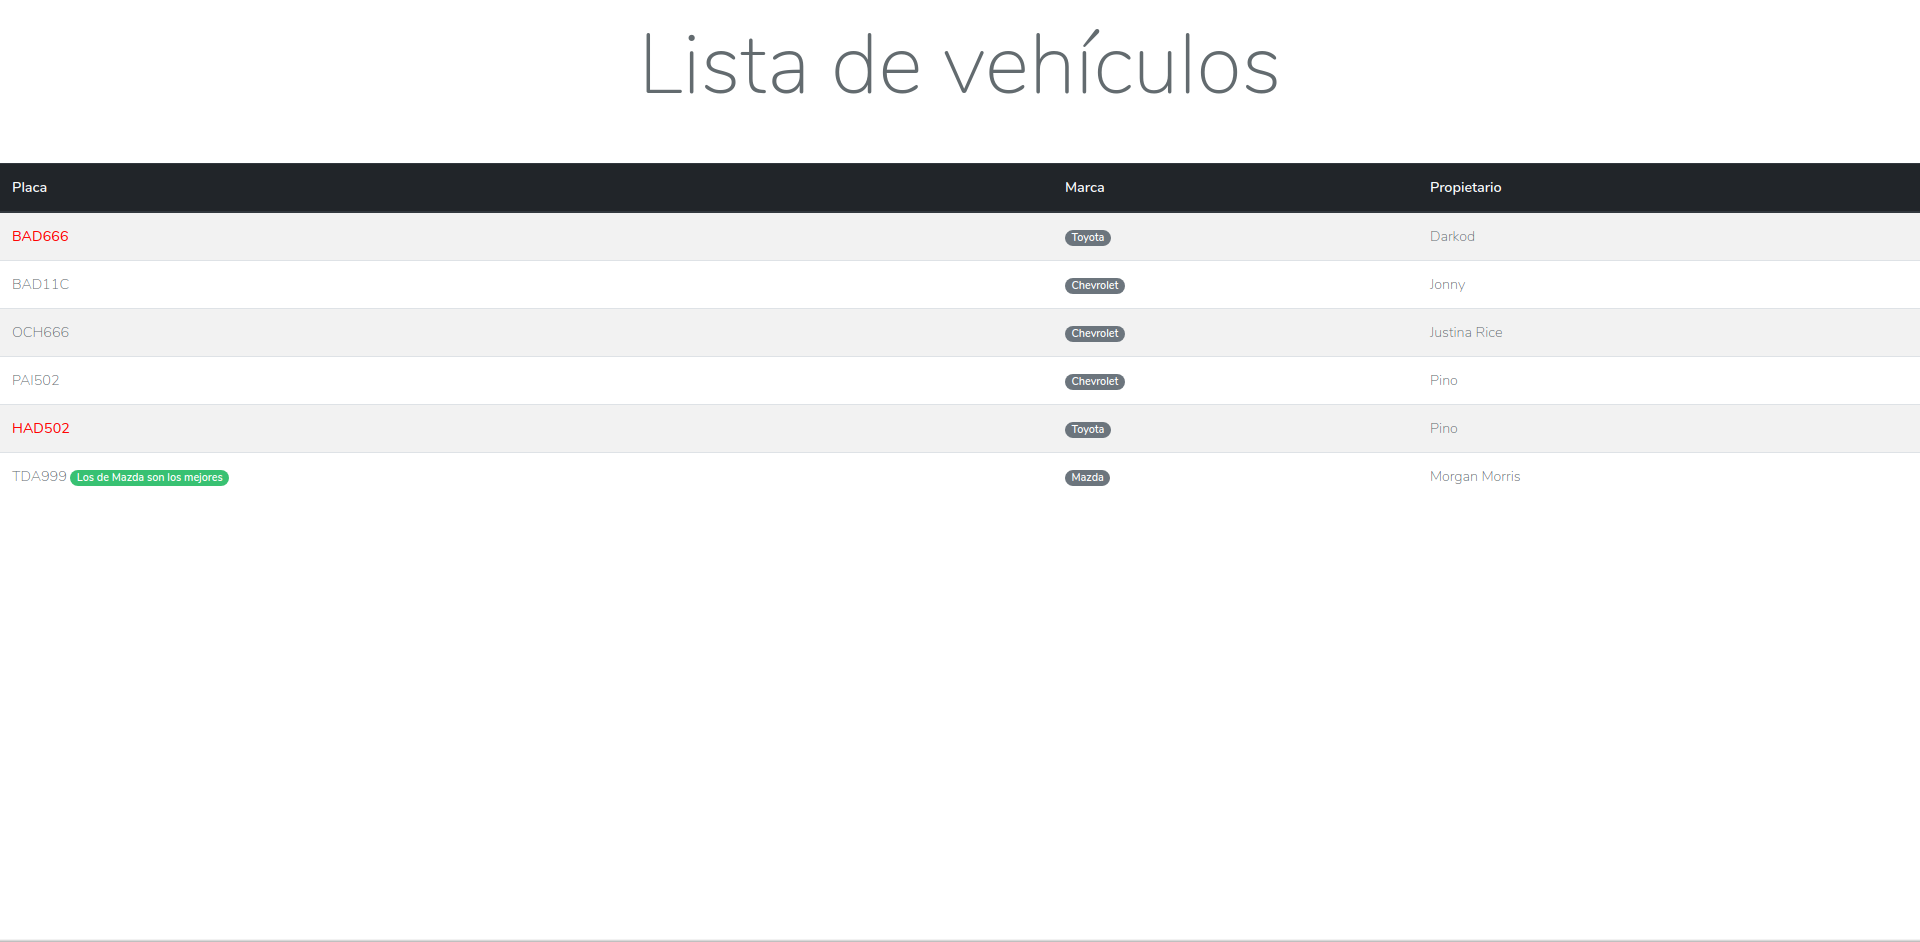 Lista de vehículos
Placa Marca Propietario
BAD666 Toyota Darkod
BAD11C Chevrolet Jonny
OCH666 Chevrolet Justina Rice
PAI502 Chevrolet Pino
HAD502 Toyota Pino
TDA999 Los de Mazda son los mejores Mazda Morgan Morris